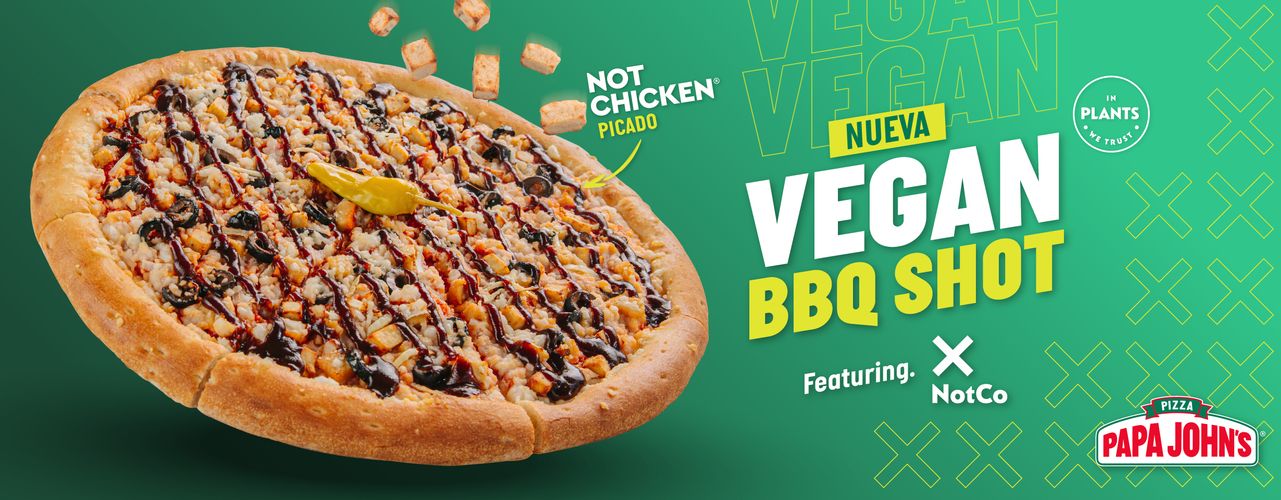 NOT
CHICKEN®
PICADO
VEGAN
VEGAN
NUEVA
VEGAN
BBQ SHOT
Featuring.
NotCo
IN
PLANTS
WE TRUST
PIZZA
PAPA JOHN'S®